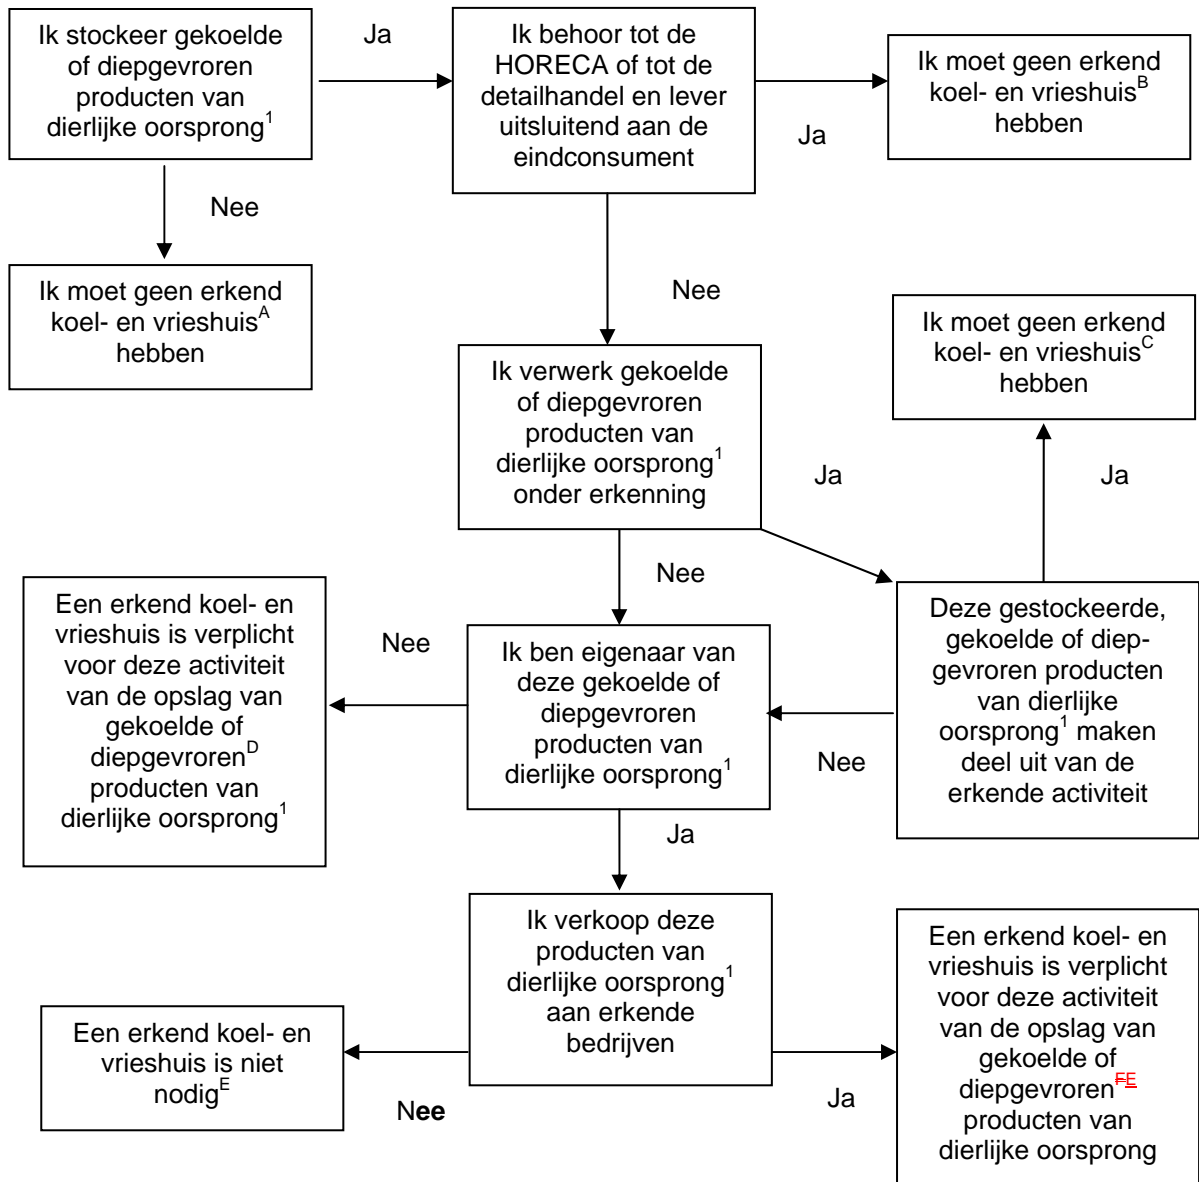 Ik stockeer gekoelde
of diepgevroren
producten van
dierlijke oorsprong1
Ja
Ik behoor tot de
HORECA of tot de
detailhandel en lever
uitsluitend aan de
eindconsument
Ja
Ik moet geen erkend
koel- en vrieshuisB
hebben
Nee
Ik moet geen erkend
koel- en vrieshuisA
hebben
Nee
Ik moet geen erkend
koel- en vrieshuisC
hebben
Ik verwerk gekoelde
of diepgevroren
producten van
dierlijke oorsprong1
onder erkenning
Ja
Ja
Nee
Een erkend koel- en
vrieshuis is verplicht
voor deze activiteit
van de opslag van
gekoelde of
diepgevrorenD
producten van
dierlijke oorsprong1
Nee
Ik ben eigenaar van
deze gekoelde of
diepgevroren
producten van
dierlijke oorsprong1
Nee
Deze gestockeerde,
gekoelde of diep-
gevroren producten
van dierlijke
oorsprong1 maken
deel uit van de
erkende activiteit
Ja
Ik verkoop deze
producten van
dierlijke oorsprong1
aan erkende
bedrijven
Een erkend koel- en
vrieshuis is niet
nodigE
Nee
Ja
Een erkend koel- en
vrieshuis is verplicht
voor deze activiteit
van de opslag van
gekoelde of
diepgevrorenFE
producten van
dierlijke oorsprong